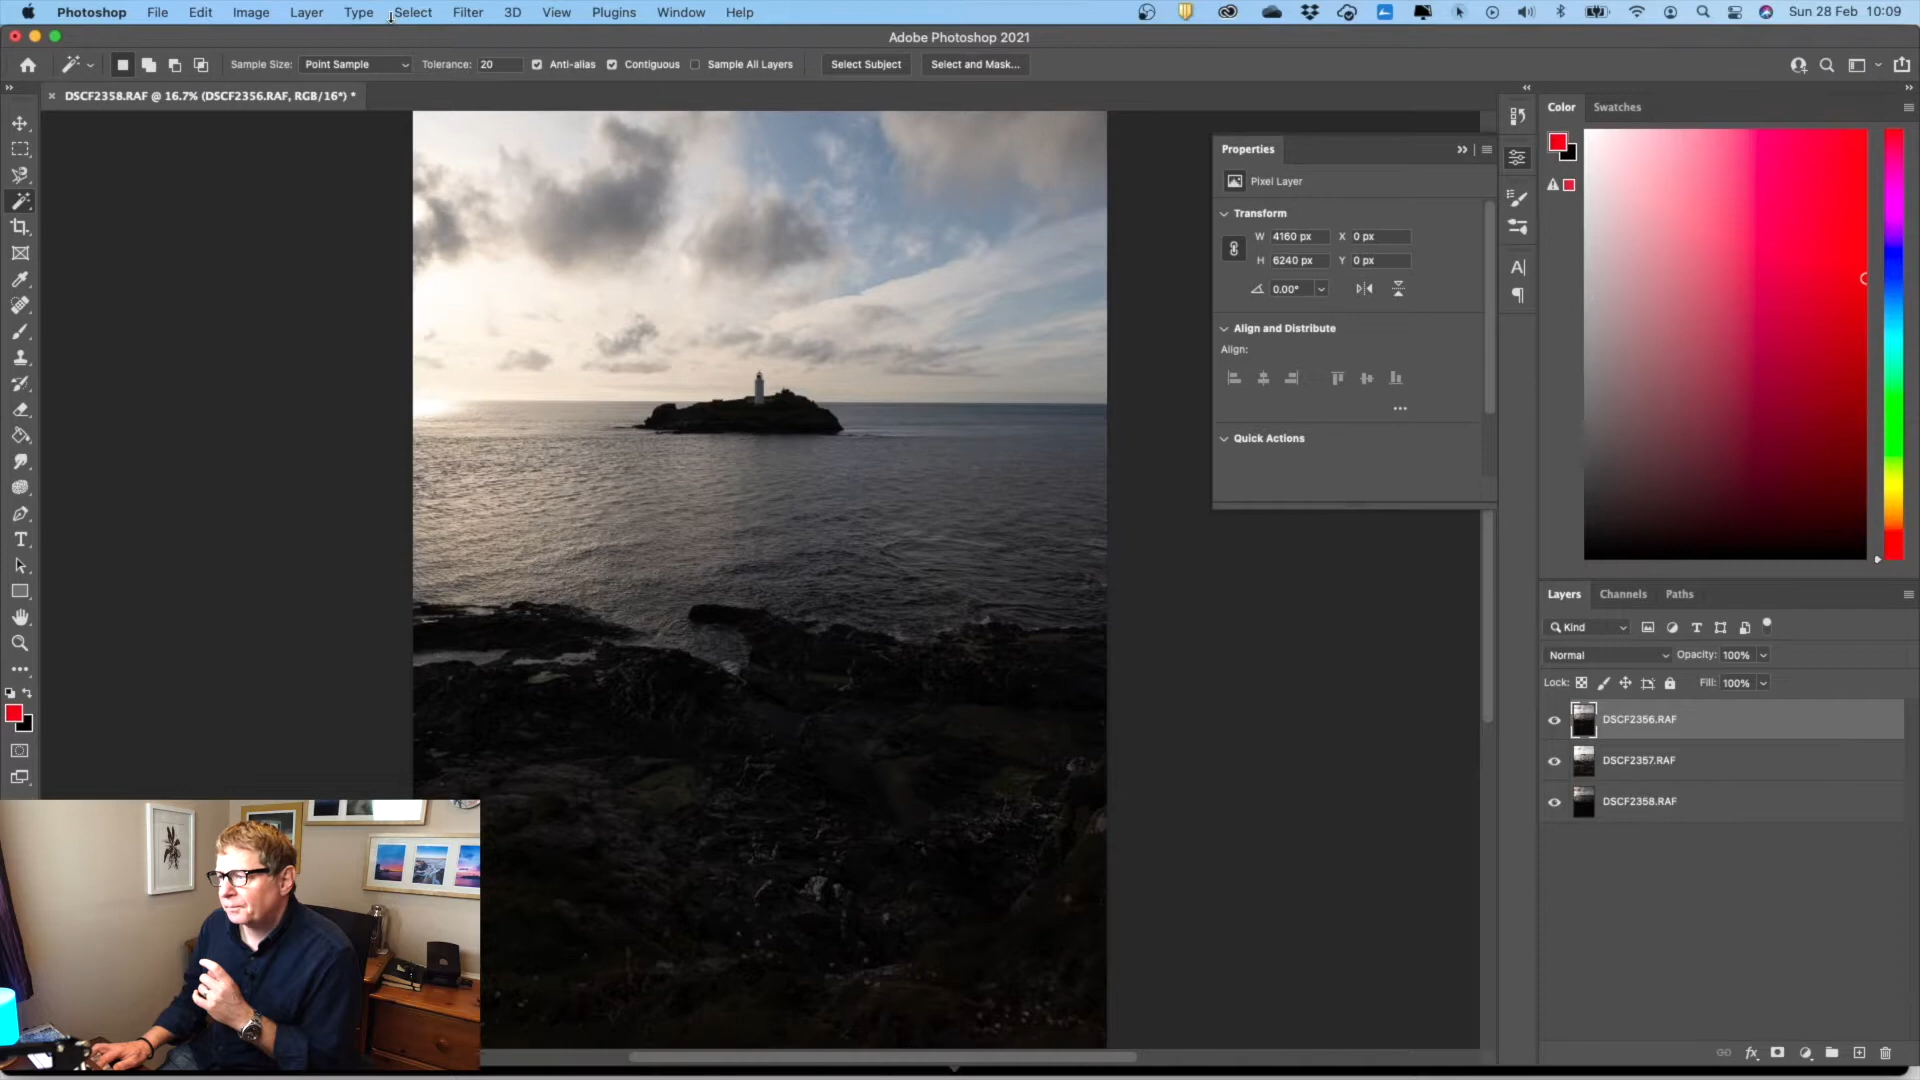 Photoshop File Edit Image Layer Type Select Filter 3D View Plugins Window Help Sun 28 Feb 10:09
Adobe Photoshop 2021
Sample Size: Point Sample Tolerance: 20 Anti-alias Contiguous Sample All Layers Select Subject Select and Mask...
DSCF2358.RAF @ 16.7% (DSCF2356.RAF, RGB/16*) *
Color Swatches
Properties
Pixel Layer
Transform
W 4160 px X 0 px
H 6240 px Y 0 px
0.00°
Align and Distribute
Align:
Quick Actions
Layers Channels Paths
Kind
Normal Opacity: 100%
Lock: Fill: 100%
DSCF2356.RAF
DSCF2357.RAF
DSCF2358.RAF